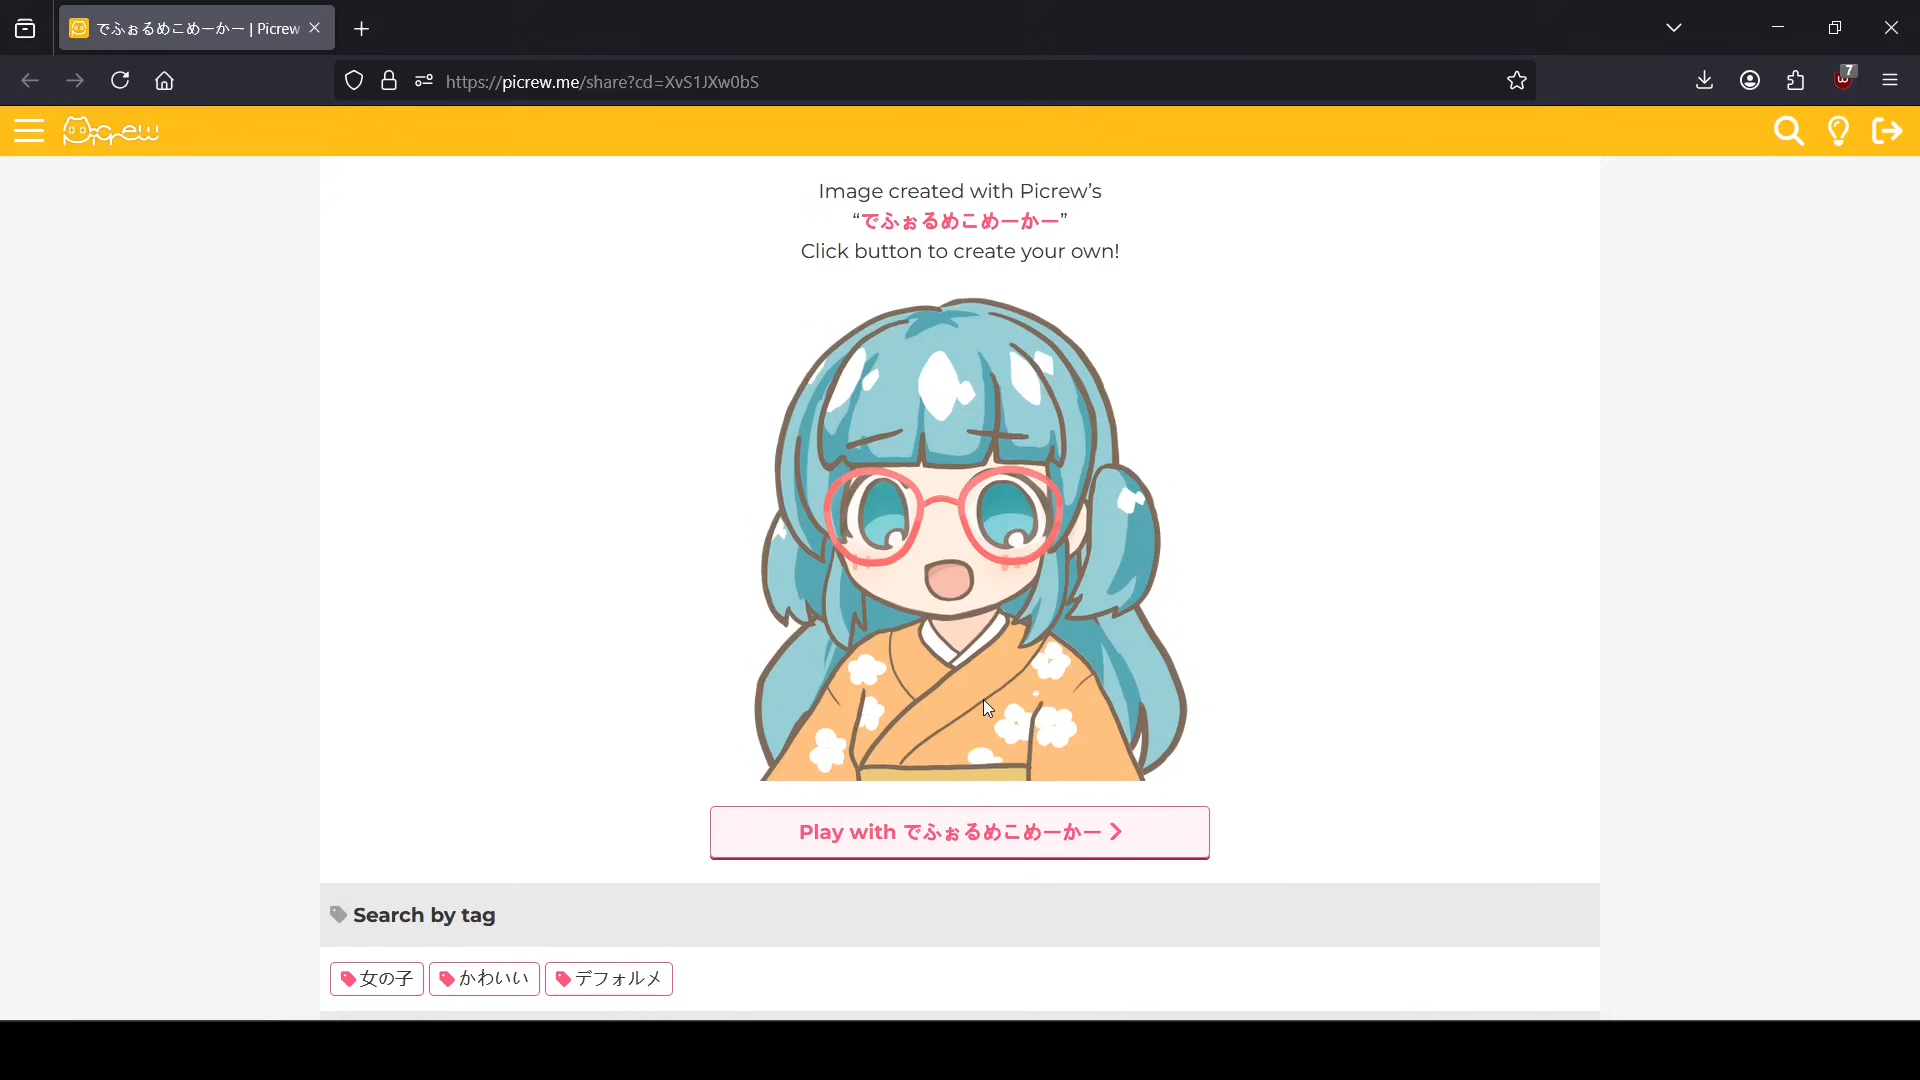 でふぉるめこめーかー | Picrew
https://picrew.me/share?cd=XvS1JXw0bS
7
Picrew
Image created with Picrew’s
“でふぉるめこめーかー”
Click button to create your own!
Play with でふぉるめこめーかー
Search by tag
女の子 かわいい デフォルメ